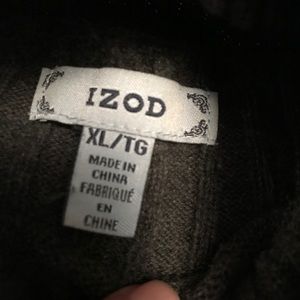 IZOD
XL/TG
MADE IN
CHINA
FABRIQUÉ
EN
CHINE